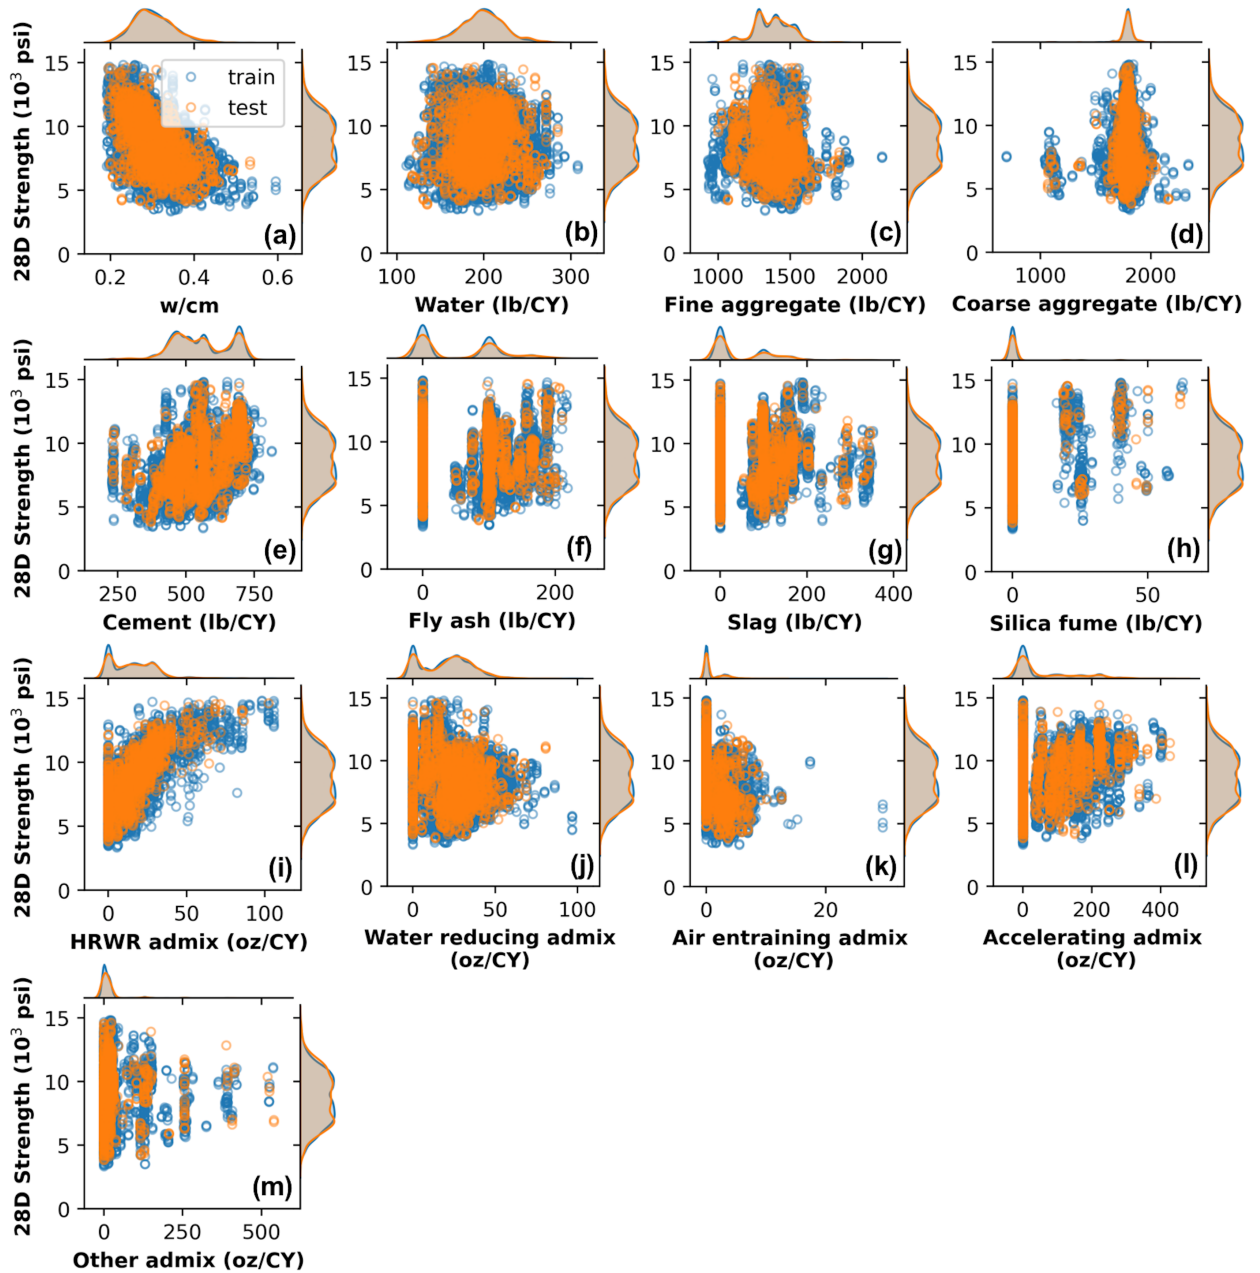 28D Strength (10³ psi)
15
10
5
0
train
test
(a)
0.2 0.4 0.6
w/cm
15
10
5
0
(b)
100 200 300
Water (lb/CY)
15
10
5
0
(c)
1000 1500 2000
Fine aggregate (lb/CY)
15
10
5
0
(d)
1000 2000
Coarse aggregate (lb/CY)
28D Strength (10³ psi)
15
10
5
0
(e)
250 500 750
Cement (lb/CY)
15
10
5
0
(f)
0 200
Fly ash (lb/CY)
15
10
5
0
(g)
0 200 400
Slag (lb/CY)
15
10
5
0
(h)
0 50
Silica fume (lb/CY)
28D Strength (10³ psi)
15
10
5
0
(i)
0 50 100
HRWR admix (oz/CY)
15
10
5
0
(j)
0 50 100
Water reducing admix
(oz/CY)
15
10
5
0
(k)
0 20
Air entraining admix
(oz/CY)
15
10
5
0
(l)
0 200 400
Accelerating admix
(oz/CY)
28D Strength (10³ psi)
15
10
5
0
(m)
0 250 500
Other admix (oz/CY)